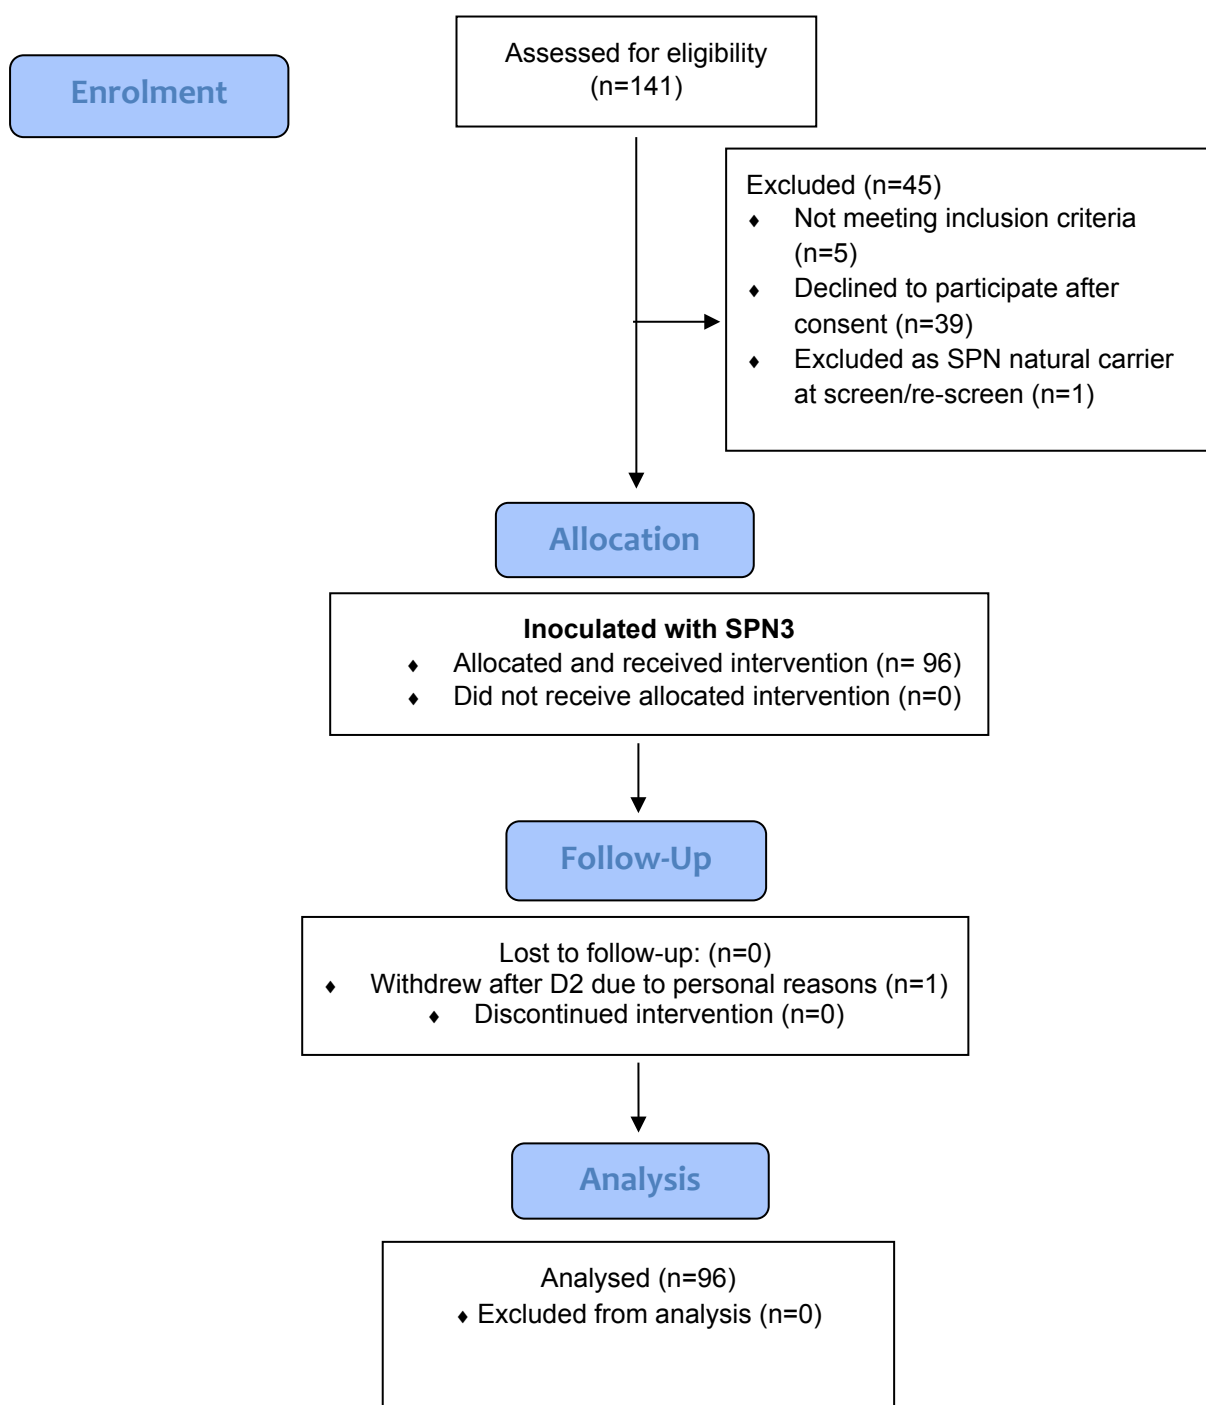 Assessed for eligibility
(n=141)
Enrolment
Excluded (n=45)
♦ Not meeting inclusion criteria
(n=5)
♦ Declined to participate after
consent (n=39)
♦ Excluded as SPN natural carrier
at screen/re-screen (n=1)
Allocation
Inoculated with SPN3
♦ Allocated and received intervention (n= 96)
♦ Did not receive allocated intervention (n=0)
Follow-Up
Lost to follow-up: (n=0)
♦ Withdrew after D2 due to personal reasons (n=1)
♦ Discontinued intervention (n=0)
Analysis
Analysed (n=96)
♦ Excluded from analysis (n=0)